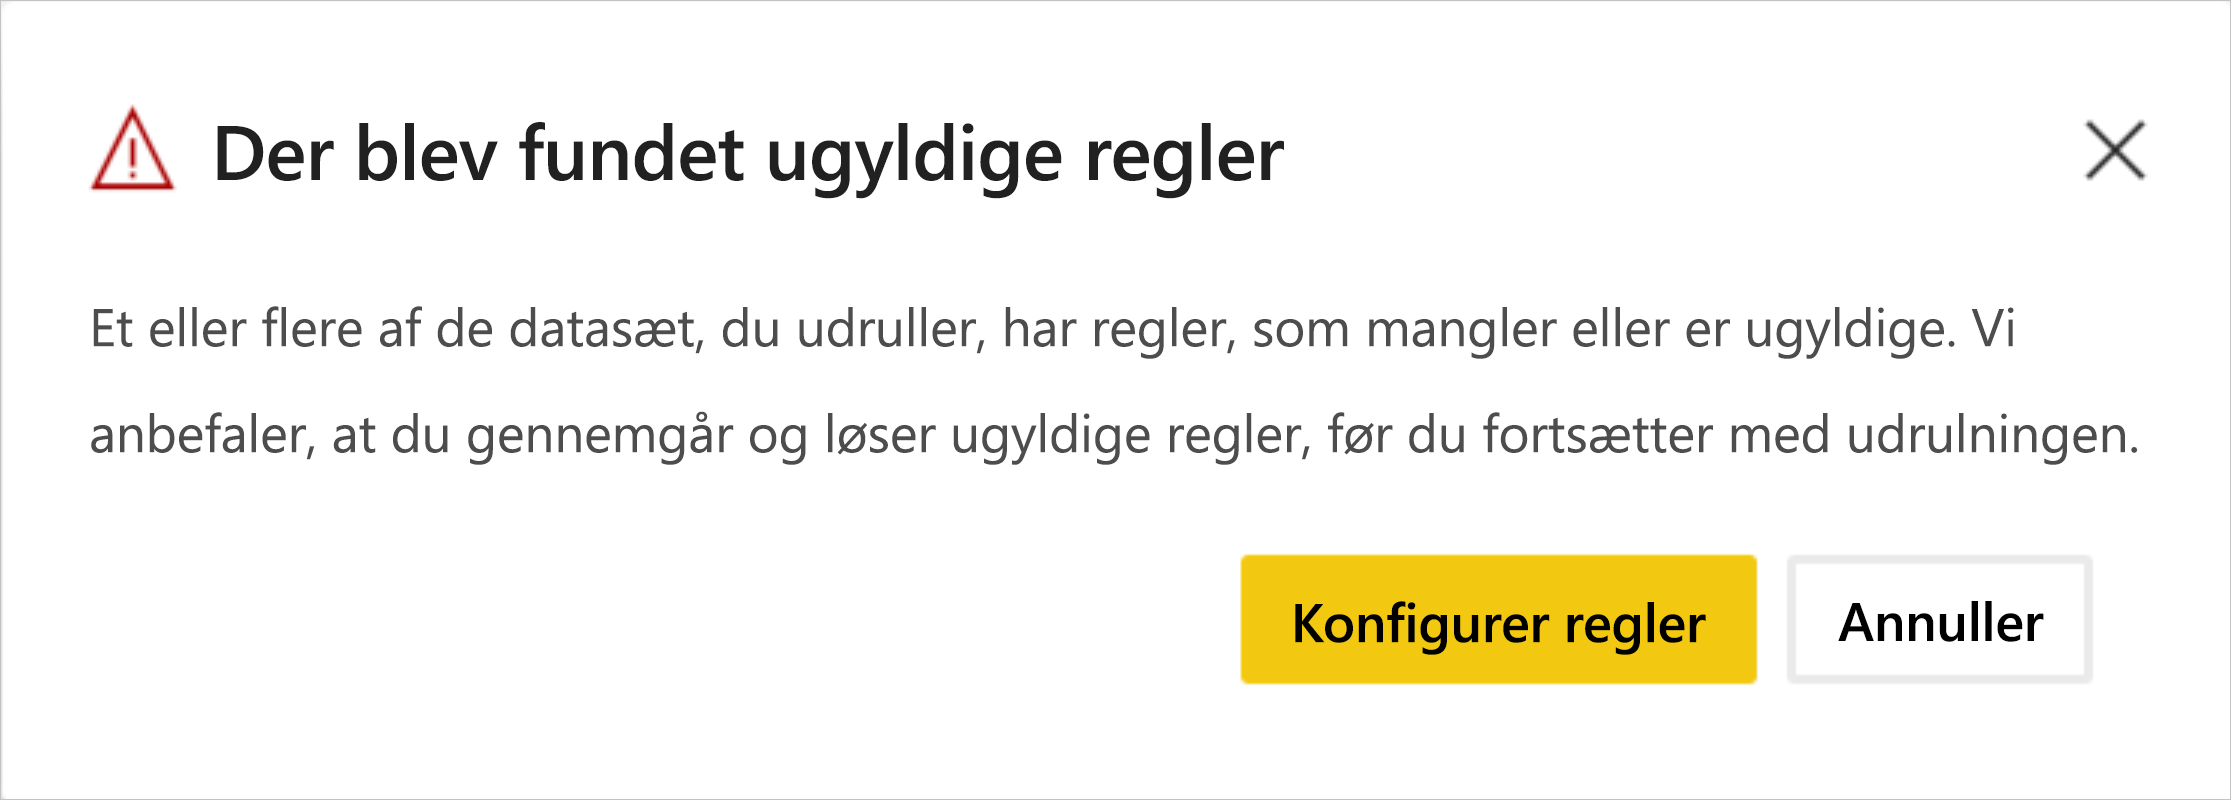 Der blev fundet ugyldige regler
Et eller flere af de datasæt, du udruller, har regler, som mangler eller er ugyldige. Vi
anbefaler, at du gennemgår og løser ugyldige regler, før du fortsætter med udrulningen.
Konfigurer regler
Annuller